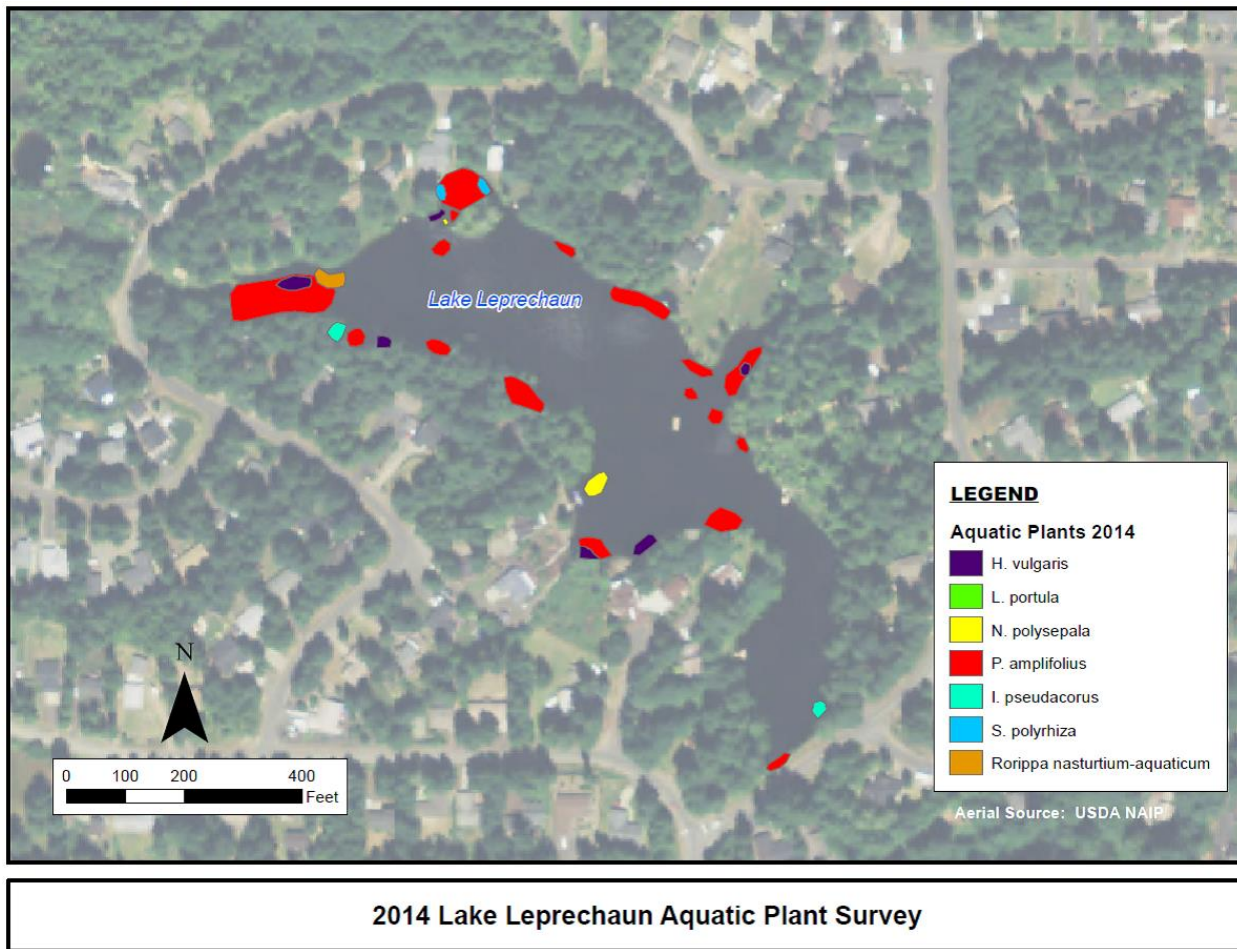 Lake Leprechaun
LEGEND
Aquatic Plants 2014
H. vulgaris
L. portula
N. polysepala
P. amplifolius
I. pseudacorus
S. polyrhiza
Rorippa nasturtium-aquaticum
N
0 100 200 400
Feet
Aerial Source: USDA NAIP
2014 Lake Leprechaun Aquatic Plant Survey